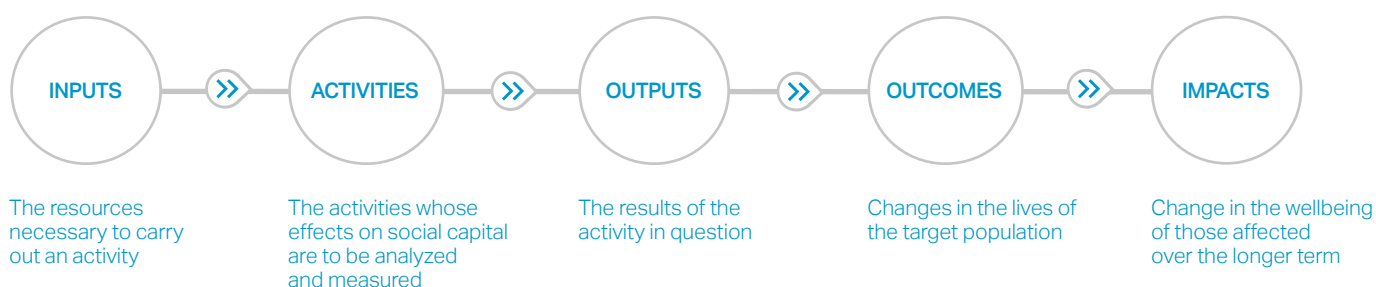 INPUTS
ACTIVITIES
OUTPUTS
OUTCOMES
IMPACTS
The resources
necessary to carry
out an activity
The activities whose
effects on social capital
are to be analyzed
and measured
The results of the
activity in question
Changes in the lives of
the target population
Change in the wellbeing
of those affected
over the longer term